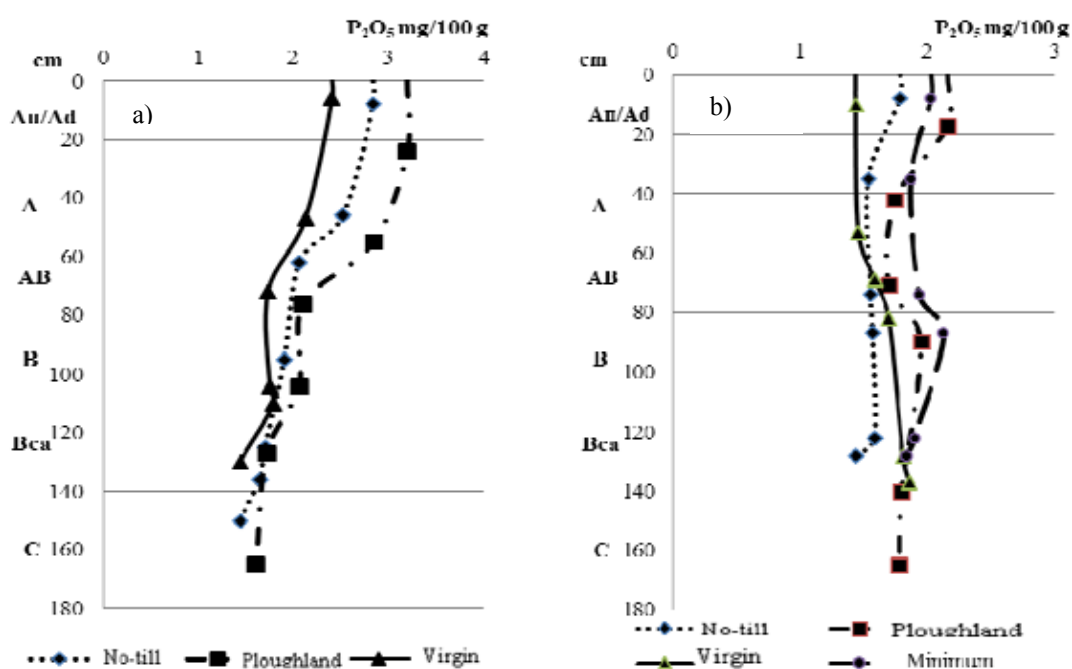 P₂O₅ mg/100 g
0 1 2 3 4
cm
0
Au/Ad
a)
20
40
A
60
AB
80
B
100
120
Bca
140
C 160
180
No-till Ploughland Virgin
P₂O₅ mg/100 g
0 1 2 3
cm
0
Au/Ad
b)
20
40
A
60
AB
80
B
100
120
Bca
140
C 160
180
No-till Ploughland
Virgin Minimum